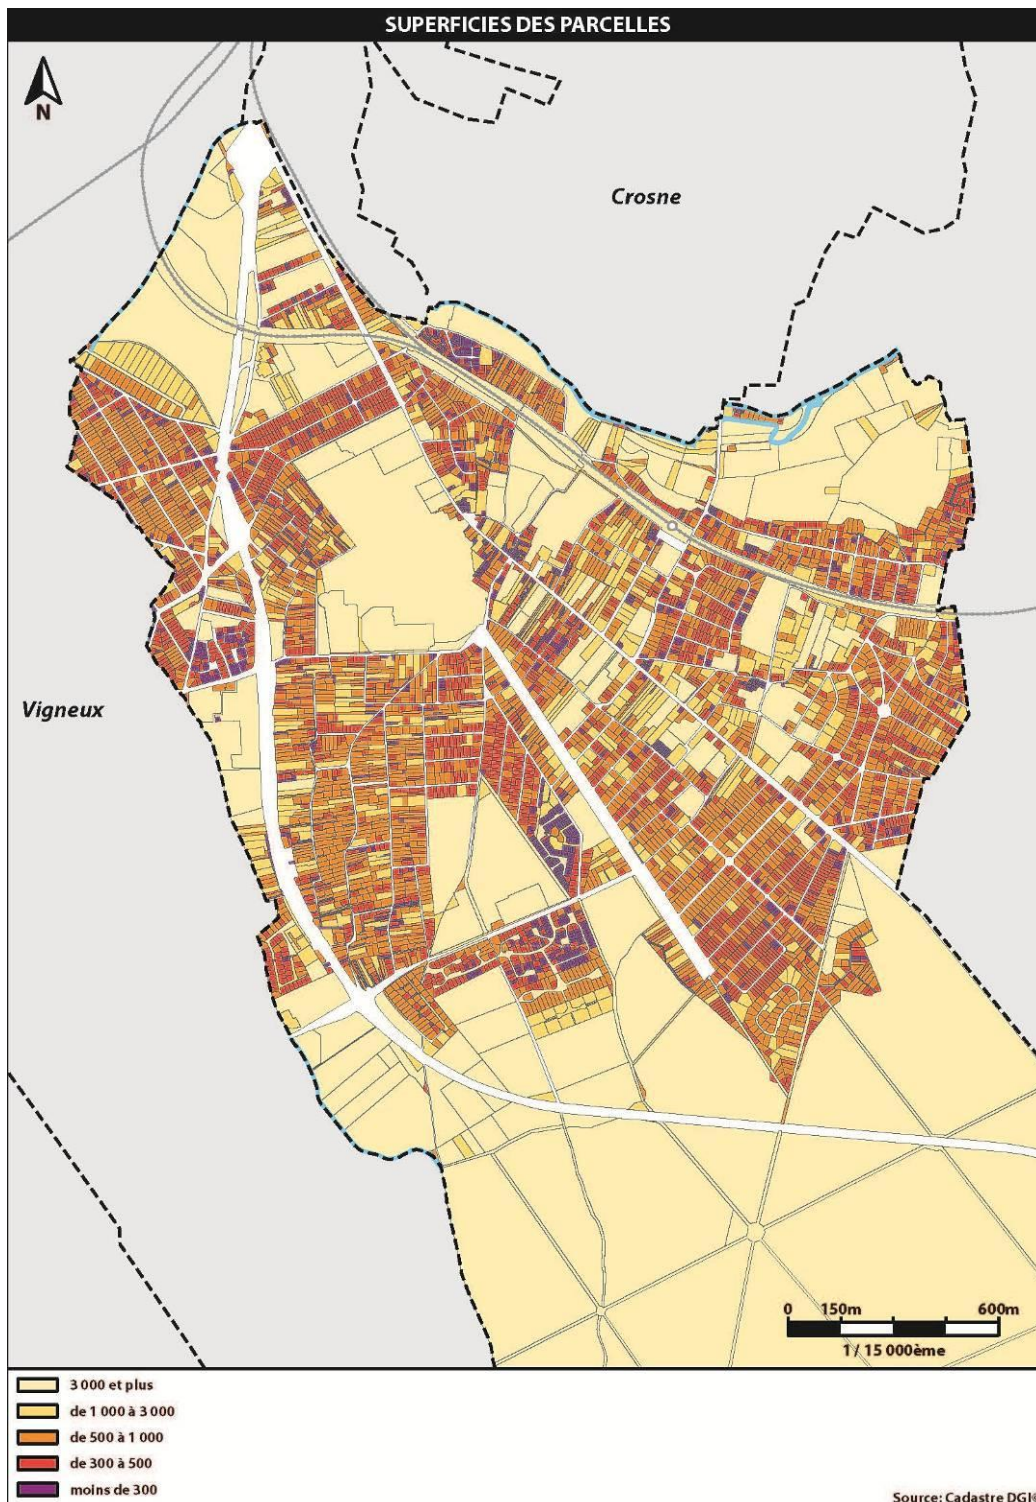 SUPERFICIES DES PARCELLES
N
Crosne
Vigneux
0 150m 600m
1 / 15 000ème
3 000 et plus
de 1 000 à 3 000
de 500 à 1 000
de 300 à 500
moins de 300
Source: Cadastre DGI